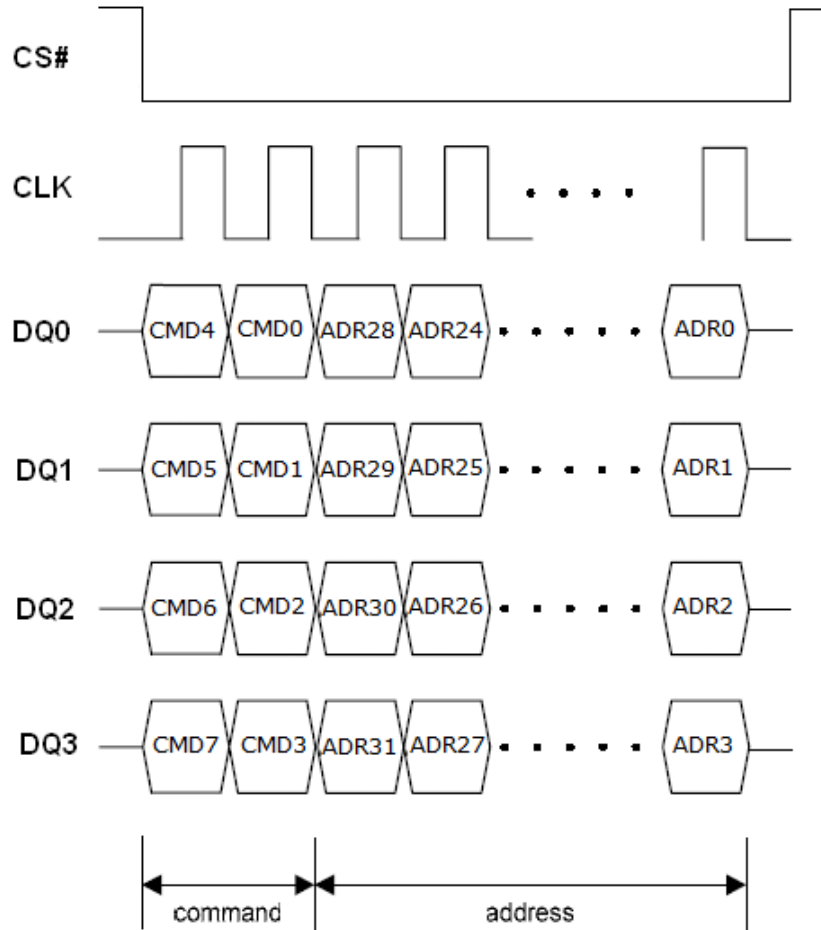 CS#
CLK
DQ0 CMD4 CMD0 ADR28 ADR24 ADR0
DQ1 CMD5 CMD1 ADR29 ADR25 ADR1
DQ2 CMD6 CMD2 ADR30 ADR26 ADR2
DQ3 CMD7 CMD3 ADR31 ADR27 ADR3
command address